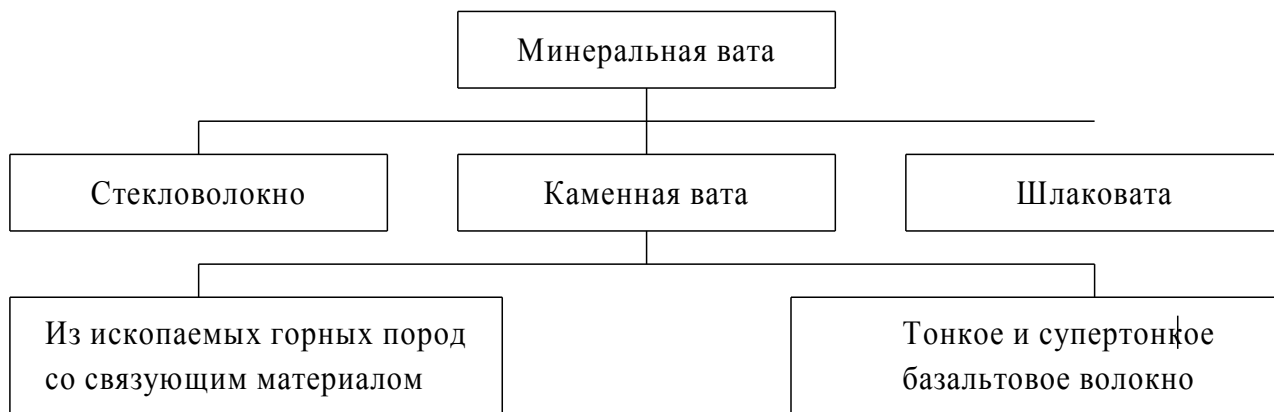 Минеральная вата
Стекловолокно
Каменная вата
Шлаковата
Из ископаемых горных пород
со связующим материалом
Тонкое и супертонкое
базальтовое волокно